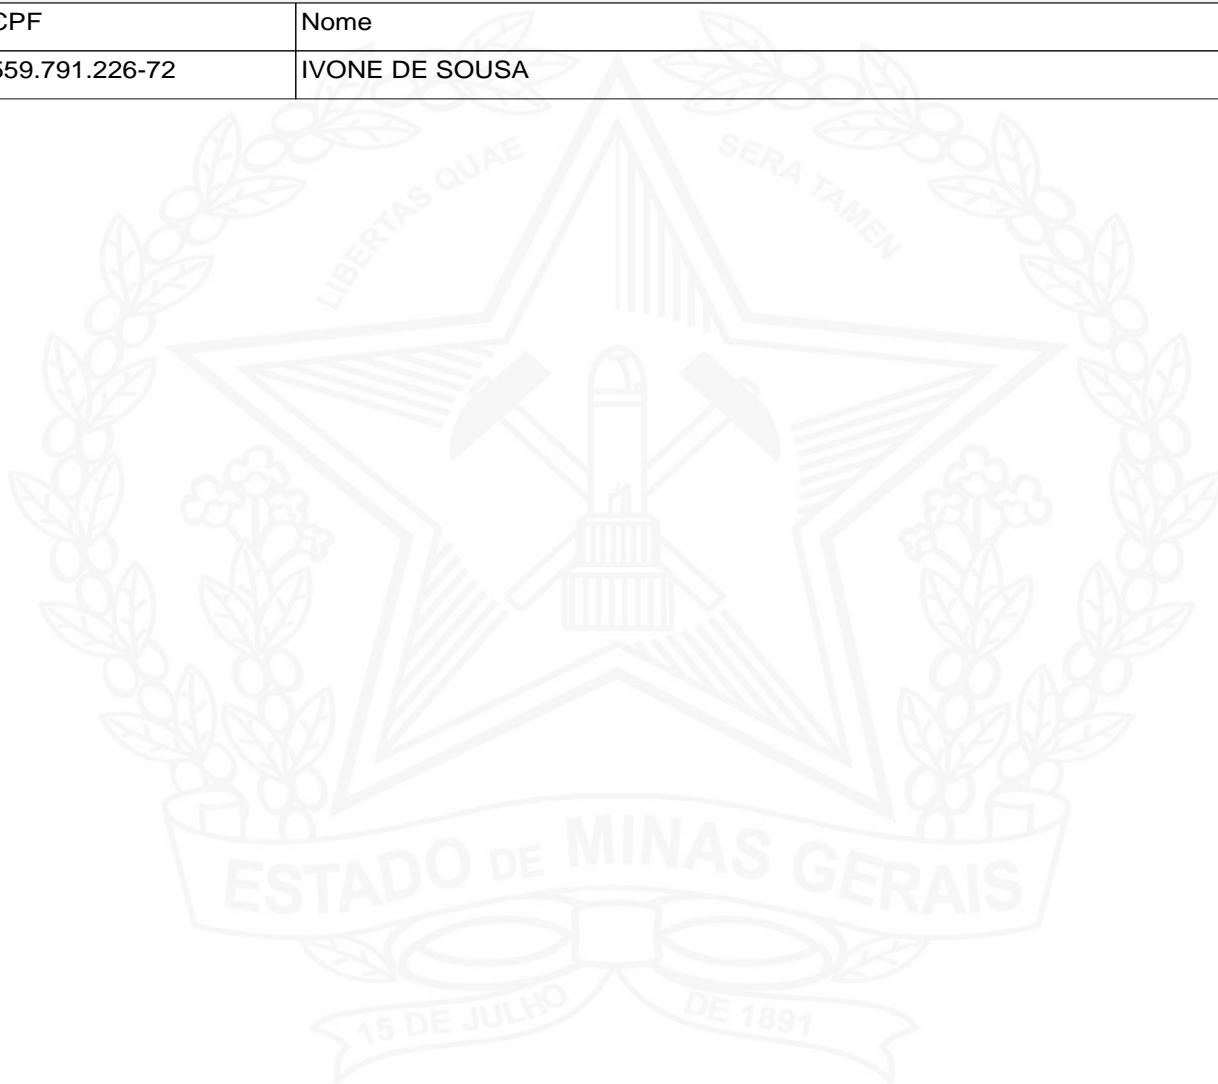 CPF Nome
559.791.226-72 IVONE DE SOUSA
LIBERTAS QUAE SERA TAMEN
ESTADO DE MINAS GERAIS
15 DE JULHO DE 1891